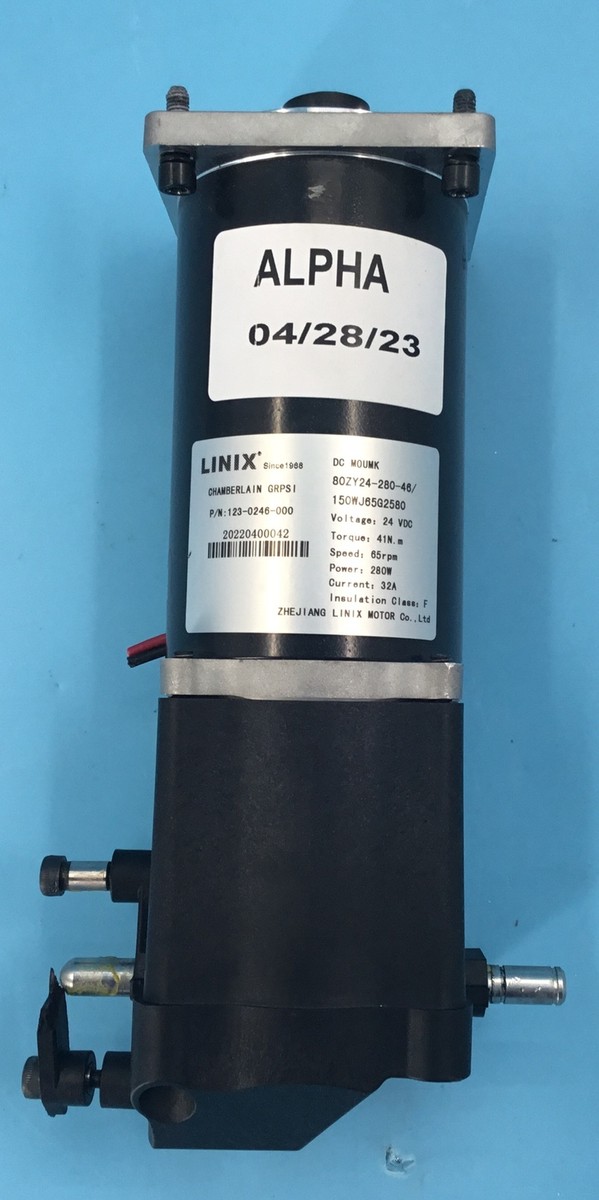 ALPHA
04/28/23
LINIX® Since1988
CHAMBERLAIN GRPSI
P/N:123-0246-000
20220400042
DC MOUMK
80ZY24-280-46/
150WJ65G2580
Voltage: 24 VDC
Torque: 41N.m
Speed: 65rpm
Power: 280W
Current: 32A
Insulation Class: F
ZHEJIANG LINIX MOTOR Co.,Ltd